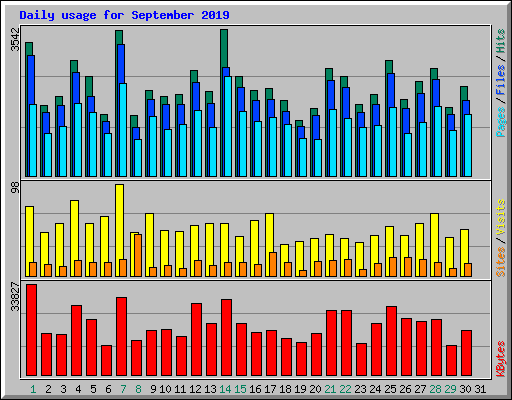 Daily usage for September 2019
3542
Pages / Files / Hits
98
Sites / Visits
33827
KBytes
1 2 3 4 5 6 7 8 9 10 11 12 13 14 15 16 17 18 19 20 21 22 23 24 25 26 27 28 29 30 31